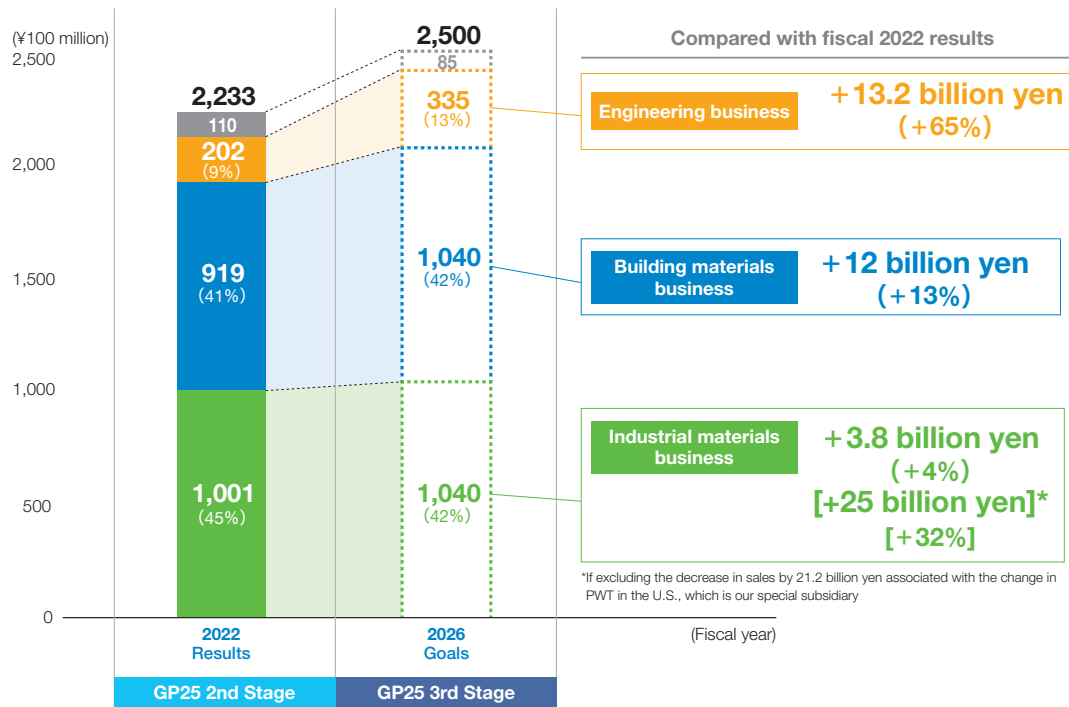 (¥100 million)
2,500
2,000
1,500
1,000
500
0
2,233
110
202
(9%)
919
(41%)
1,001
(45%)
2,500
85
335
(13%)
1,040
(42%)
1,040
(42%)
2022
Results
2026
Goals
(Fiscal year)
GP25 2nd Stage
GP25 3rd Stage
Compared with fiscal 2022 results
Engineering business
+13.2 billion yen
(+65%)
Building materials
business
+12 billion yen
(+13%)
Industrial materials
business
+3.8 billion yen
(+4%)
[+25 billion yen]*
[+32%]
*If excluding the decrease in sales by 21.2 billion yen associated with the change in
PWT in the U.S., which is our special subsidiary